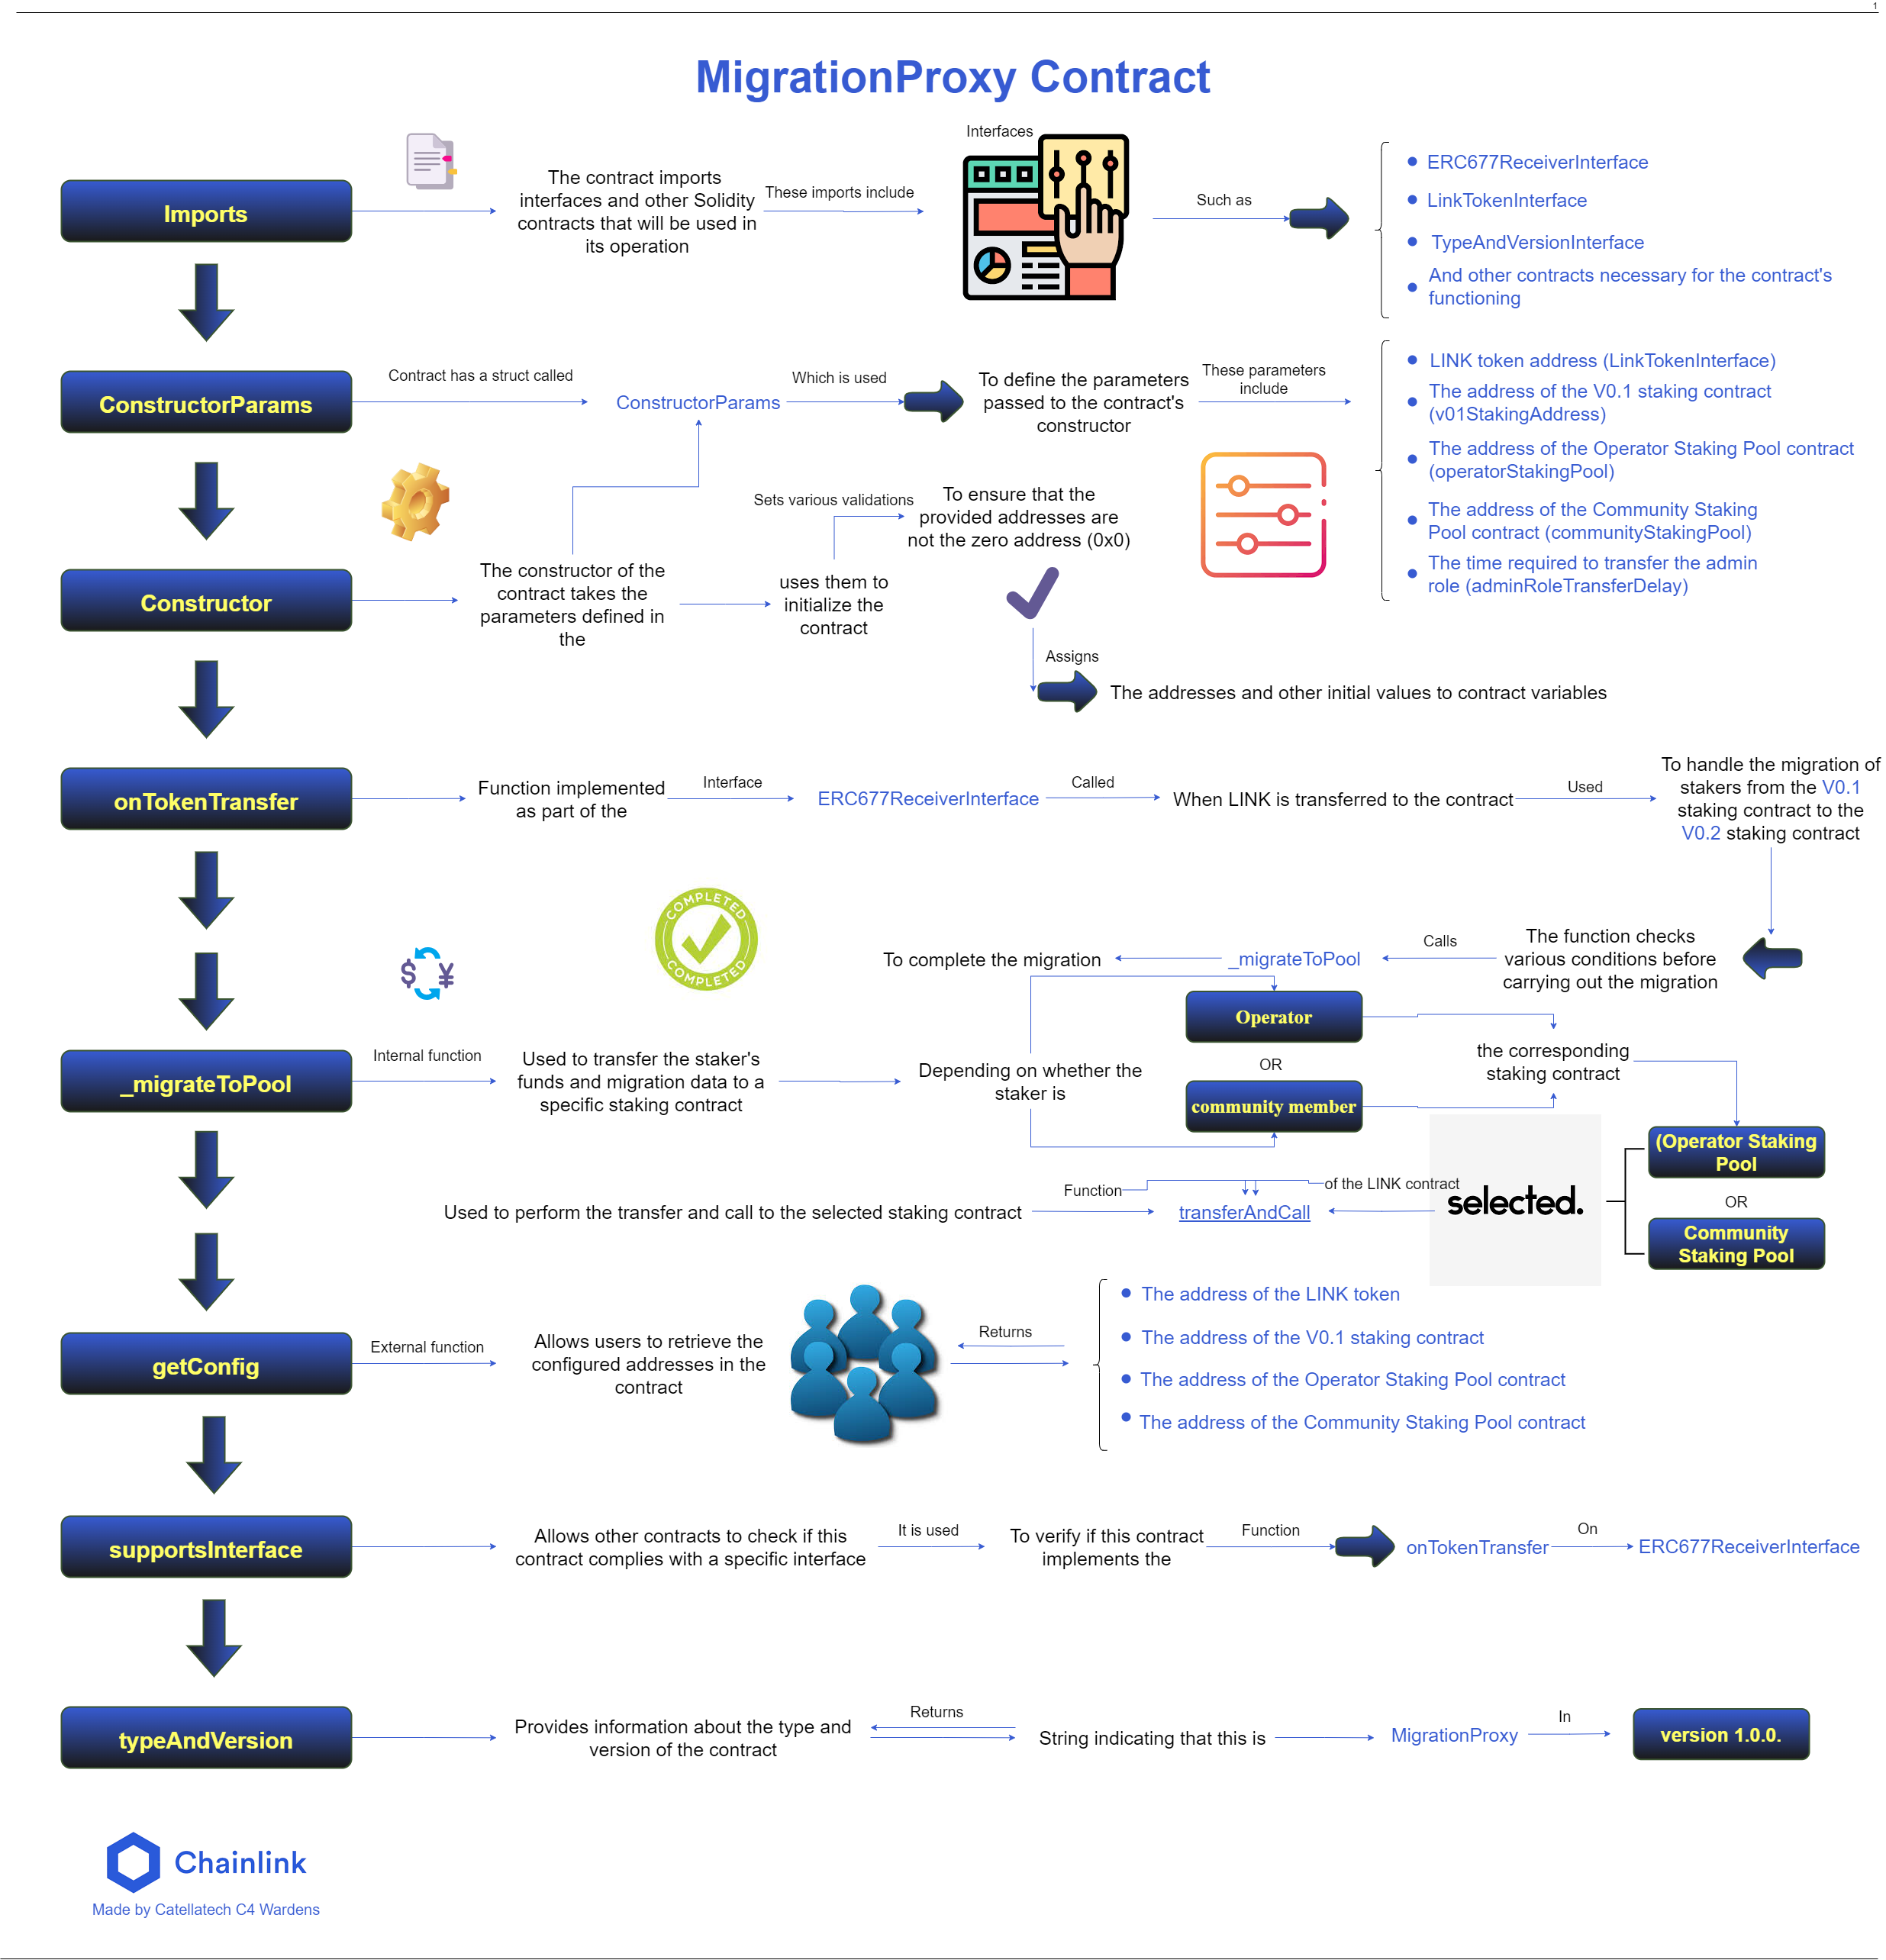 1
MigrationProxy Contract
Imports
The contract imports
interfaces and other Solidity
contracts that will be used in
its operation
These imports include
Interfaces
Such as
ERC677ReceiverInterface
LinkTokenInterface
TypeAndVersionInterface
And other contracts necessary for the contract's
functioning
ConstructorParams
Contract has a struct called
ConstructorParams
Which is used
To define the parameters
passed to the contract's
constructor
These parameters
include
LINK token address (LinkTokenInterface)
The address of the V0.1 staking contract
(v01StakingAddress)
The address of the Operator Staking Pool contract
(operatorStakingPool)
The address of the Community Staking
Pool contract (communityStakingPool)
The time required to transfer the admin
role (adminRoleTransferDelay)
Constructor
The constructor of the
contract takes the
parameters defined in
the
uses them to
initialize the
contract
Sets various validations
To ensure that the
provided addresses are
not the zero address (0x0)
Assigns
The addresses and other initial values to contract variables
onTokenTransfer
Function implemented
as part of the
Interface
ERC677ReceiverInterface
Called
When LINK is transferred to the contract
Used
To handle the migration of
stakers from the V0.1
staking contract to the
V0.2 staking contract
The function checks
various conditions before
carrying out the migration
Calls
_migrateToPool
To complete the migration
COMPLETED
COMPLETED
$ ¥
_migrateToPool
Internal function
Used to transfer the staker's
funds and migration data to a
specific staking contract
Depending on whether the
staker is
Operator
OR
community member
the corresponding
staking contract
(Operator Staking
Pool
OR
Community
Staking Pool
selected.
of the LINK contract
Function
transferAndCall
Used to perform the transfer and call to the selected staking contract
getConfig
External function
Allows users to retrieve the
configured addresses in the
contract
Returns
The address of the LINK token
The address of the V0.1 staking contract
The address of the Operator Staking Pool contract
The address of the Community Staking Pool contract
supportsInterface
Allows other contracts to check if this
contract complies with a specific interface
It is used
To verify if this contract
implements the
Function
onTokenTransfer
On
ERC677ReceiverInterface
typeAndVersion
Provides information about the type and
version of the contract
Returns
String indicating that this is
MigrationProxy
In
version 1.0.0.
Chainlink
Made by Catellatech C4 Wardens